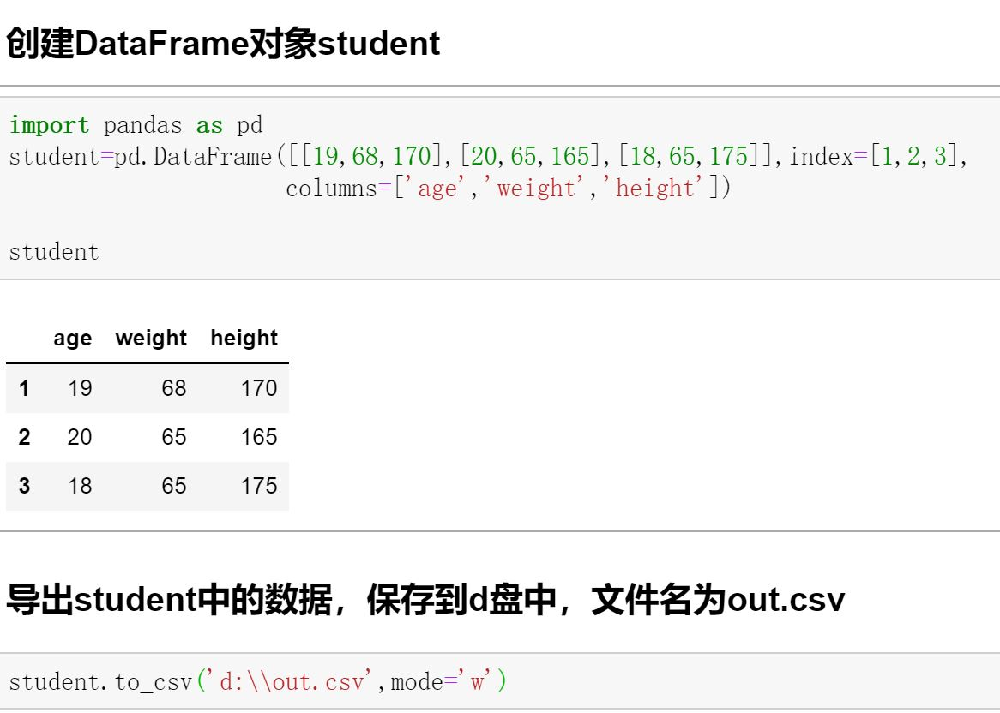 创建DataFrame对象student
import pandas as pd
student=pd.DataFrame([[19,68,170],[20,65,165],[18,65,175]],index=[1,2,3],
columns=['age','weight','height'])
student
age weight height
1 19 68 170
2 20 65 165
3 18 65 175
导出student中的数据，保存到d盘中，文件名为out.csv
student.to_csv('d:\\out.csv',mode='w')